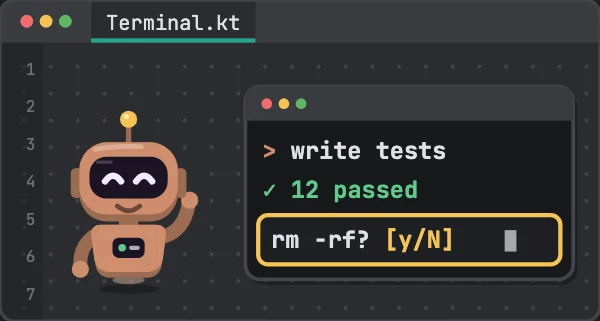 Terminal.kt
1
2
3
4
5
6
7
> write tests
✓ 12 passed
rm -rf? [y/N]